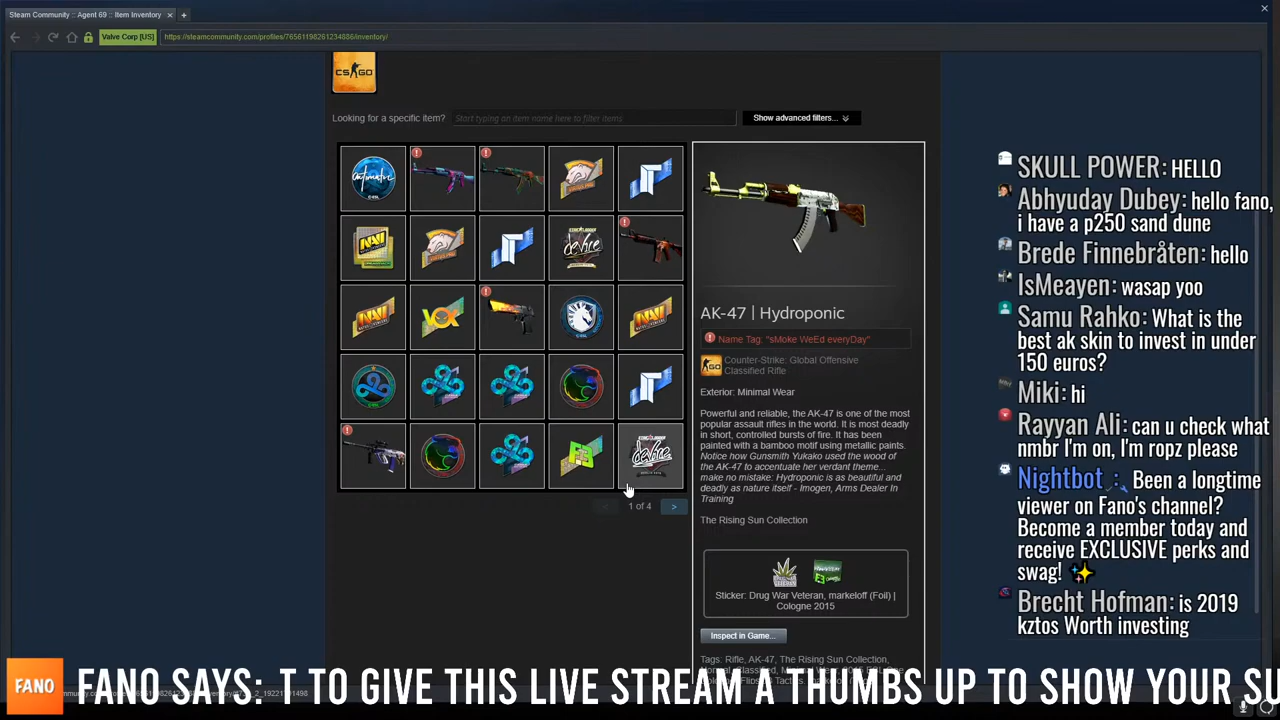 Steam Community :: Agent 69 :: Item Inventory
Valve Corp [US]
https://steamcommunity.com/profiles/76561198261234886/inventory/
CS:GO
Looking for a specific item?
Start typing an item name here to filter items
Show advanced filters...
AK-47 | Hydroponic
Name Tag: "sMoke WeEd everyDay"
Counter-Strike: Global Offensive
Classified Rifle
Exterior: Minimal Wear
Powerful and reliable, the AK-47 is one of the most
popular assault rifles in the world. It is most deadly
in short, controlled bursts of fire. It has been
painted with a bamboo motif using metallic paints.
Notice how Gunsmith Yukako used the wood of
the AK-47 to accentuate her verdant theme...
make no mistake: Hydroponic is as beautiful and
deadly as nature itself - Imogen, Arms Dealer In
Training
The Rising Sun Collection
Sticker: Drug War Veteran, markeloff (Foil) |
Cologne 2015
Inspect in Game...
Tags: Rifle, AK-47, The Rising Sun Collection,
1 of 4
>
SKULL POWER: HELLO
Abhyuday Dubey: hello fano,
i have a p250 sand dune
Brede Finnebråten: hello
IsMeayen: wasap yoo
Samu Rahko: What is the
best ak skin to invest in under
150 euros?
Miki: hi
Rayyan Ali: can u check what
nmbr I'm on, I'm ropz please
Nightbot: Been a longtime
viewer on Fano's channel?
Become a member today and
receive EXCLUSIVE perks and
swag! ✨
Brecht Hofman: is 2019
kztos Worth investing
FANO
FANO SAYS: T TO GIVE THIS LIVE STREAM A THUMBS UP TO SHOW YOUR SU